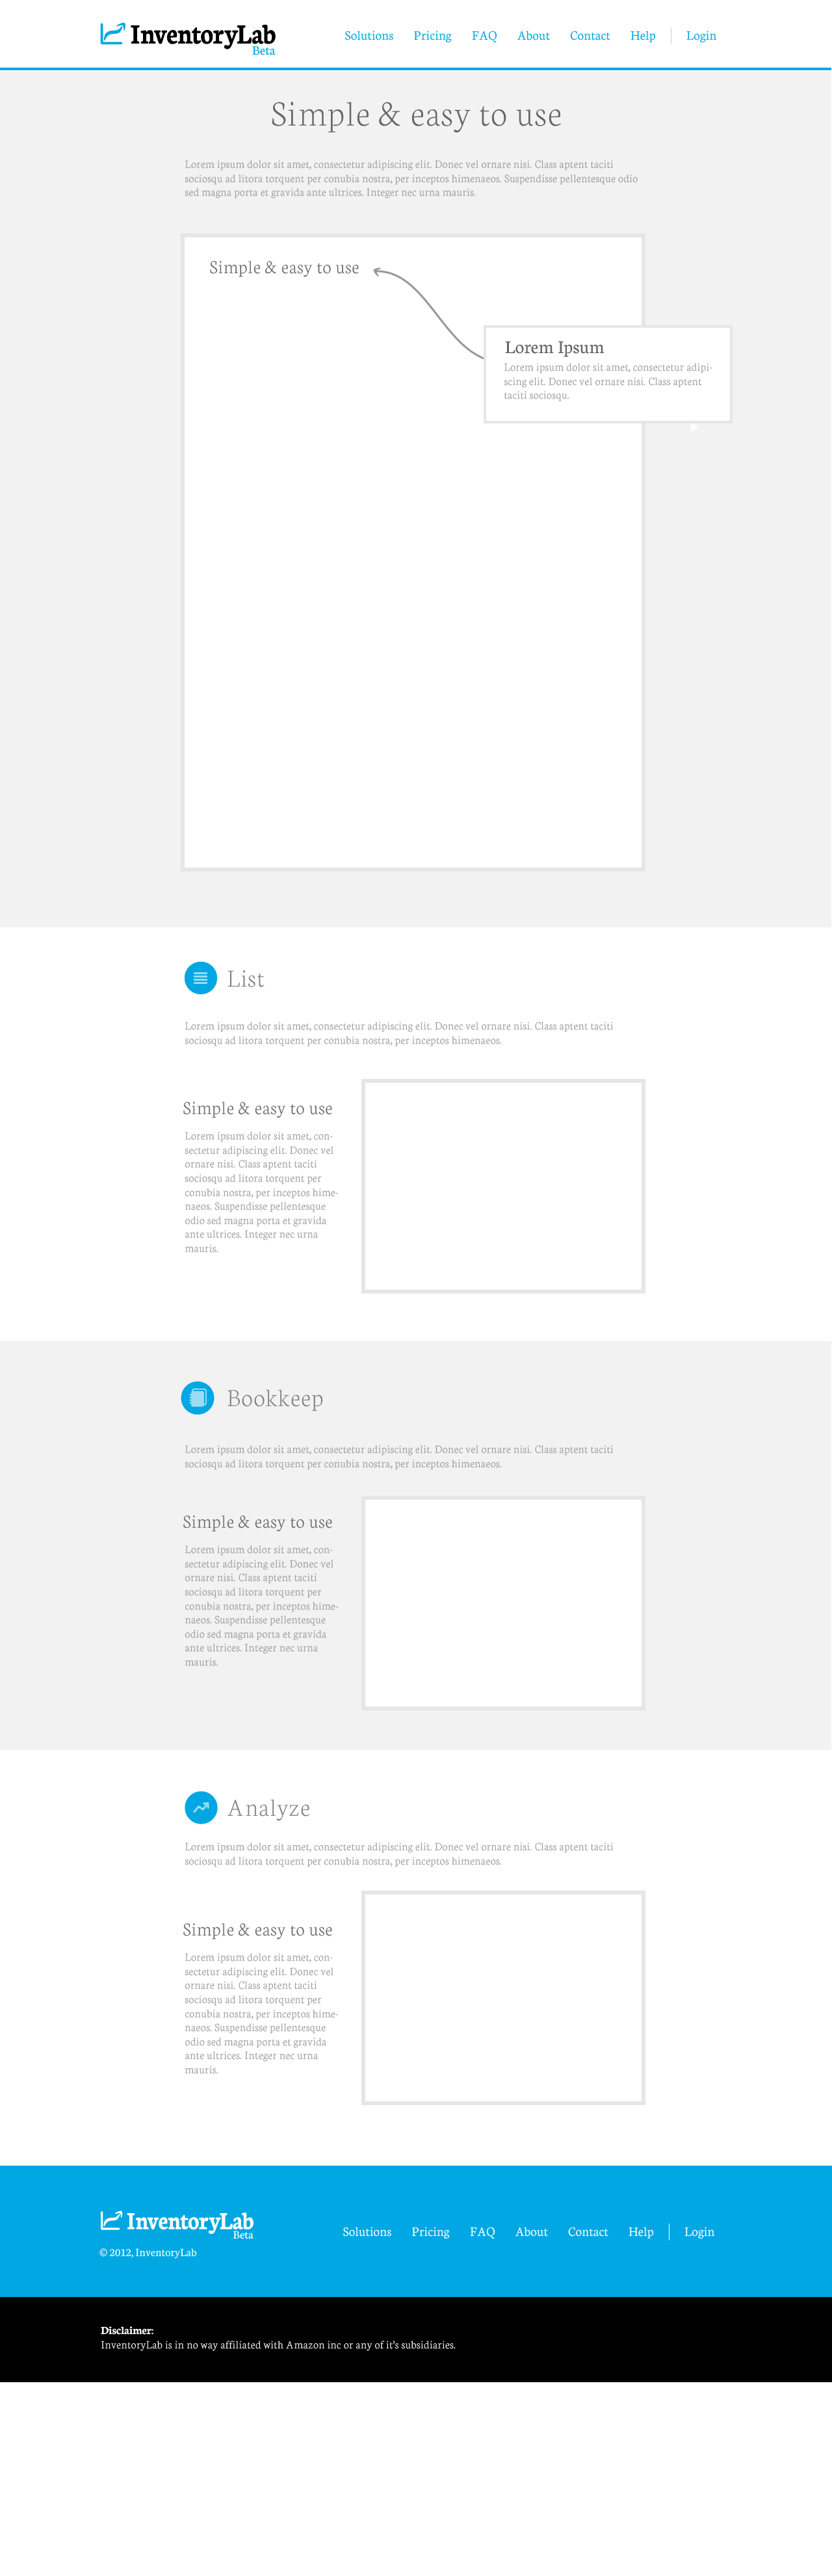 InventoryLab
Beta
Solutions Pricing FAQ About Contact Help Login
Simple & easy to use
Lorem ipsum dolor sit amet, consectetur adipiscing elit. Donec vel ornare nisi. Class aptent taciti
sociosqu ad litora torquent per conubia nostra, per inceptos himenaeos. Suspendisse pellentesque odio
sed magna porta et gravida ante ultrices. Integer nec urna mauris.
Simple & easy to use
Lorem Ipsum
Lorem ipsum dolor sit amet, consectetur adipi-
scing elit. Donec vel ornare nisi. Class aptent
taciti sociosqu.
List
Lorem ipsum dolor sit amet, consectetur adipiscing elit. Donec vel ornare nisi. Class aptent taciti
sociosqu ad litora torquent per conubia nostra, per inceptos himenaeos.
Simple & easy to use
Lorem ipsum dolor sit amet, con-
sectetur adipiscing elit. Donec vel
ornare nisi. Class aptent taciti
sociosqu ad litora torquent per
conubia nostra, per inceptos hime-
naeos. Suspendisse pellentesque
odio sed magna porta et gravida
ante ultrices. Integer nec urna
mauris.
Bookkeep
Lorem ipsum dolor sit amet, consectetur adipiscing elit. Donec vel ornare nisi. Class aptent taciti
sociosqu ad litora torquent per conubia nostra, per inceptos himenaeos.
Simple & easy to use
Lorem ipsum dolor sit amet, con-
sectetur adipiscing elit. Donec vel
ornare nisi. Class aptent taciti
sociosqu ad litora torquent per
conubia nostra, per inceptos hime-
naeos. Suspendisse pellentesque
odio sed magna porta et gravida
ante ultrices. Integer nec urna
mauris.
Analyze
Lorem ipsum dolor sit amet, consectetur adipiscing elit. Donec vel ornare nisi. Class aptent taciti
sociosqu ad litora torquent per conubia nostra, per inceptos himenaeos.
Simple & easy to use
Lorem ipsum dolor sit amet, con-
sectetur adipiscing elit. Donec vel
ornare nisi. Class aptent taciti
sociosqu ad litora torquent per
conubia nostra, per inceptos hime-
naeos. Suspendisse pellentesque
odio sed magna porta et gravida
ante ultrices. Integer nec urna
mauris.
InventoryLab
Beta
© 2012, InventoryLab
Solutions Pricing FAQ About Contact Help Login
Disclaimer:
InventoryLab is in no way affiliated with Amazon inc or any of it's subsidiaries.